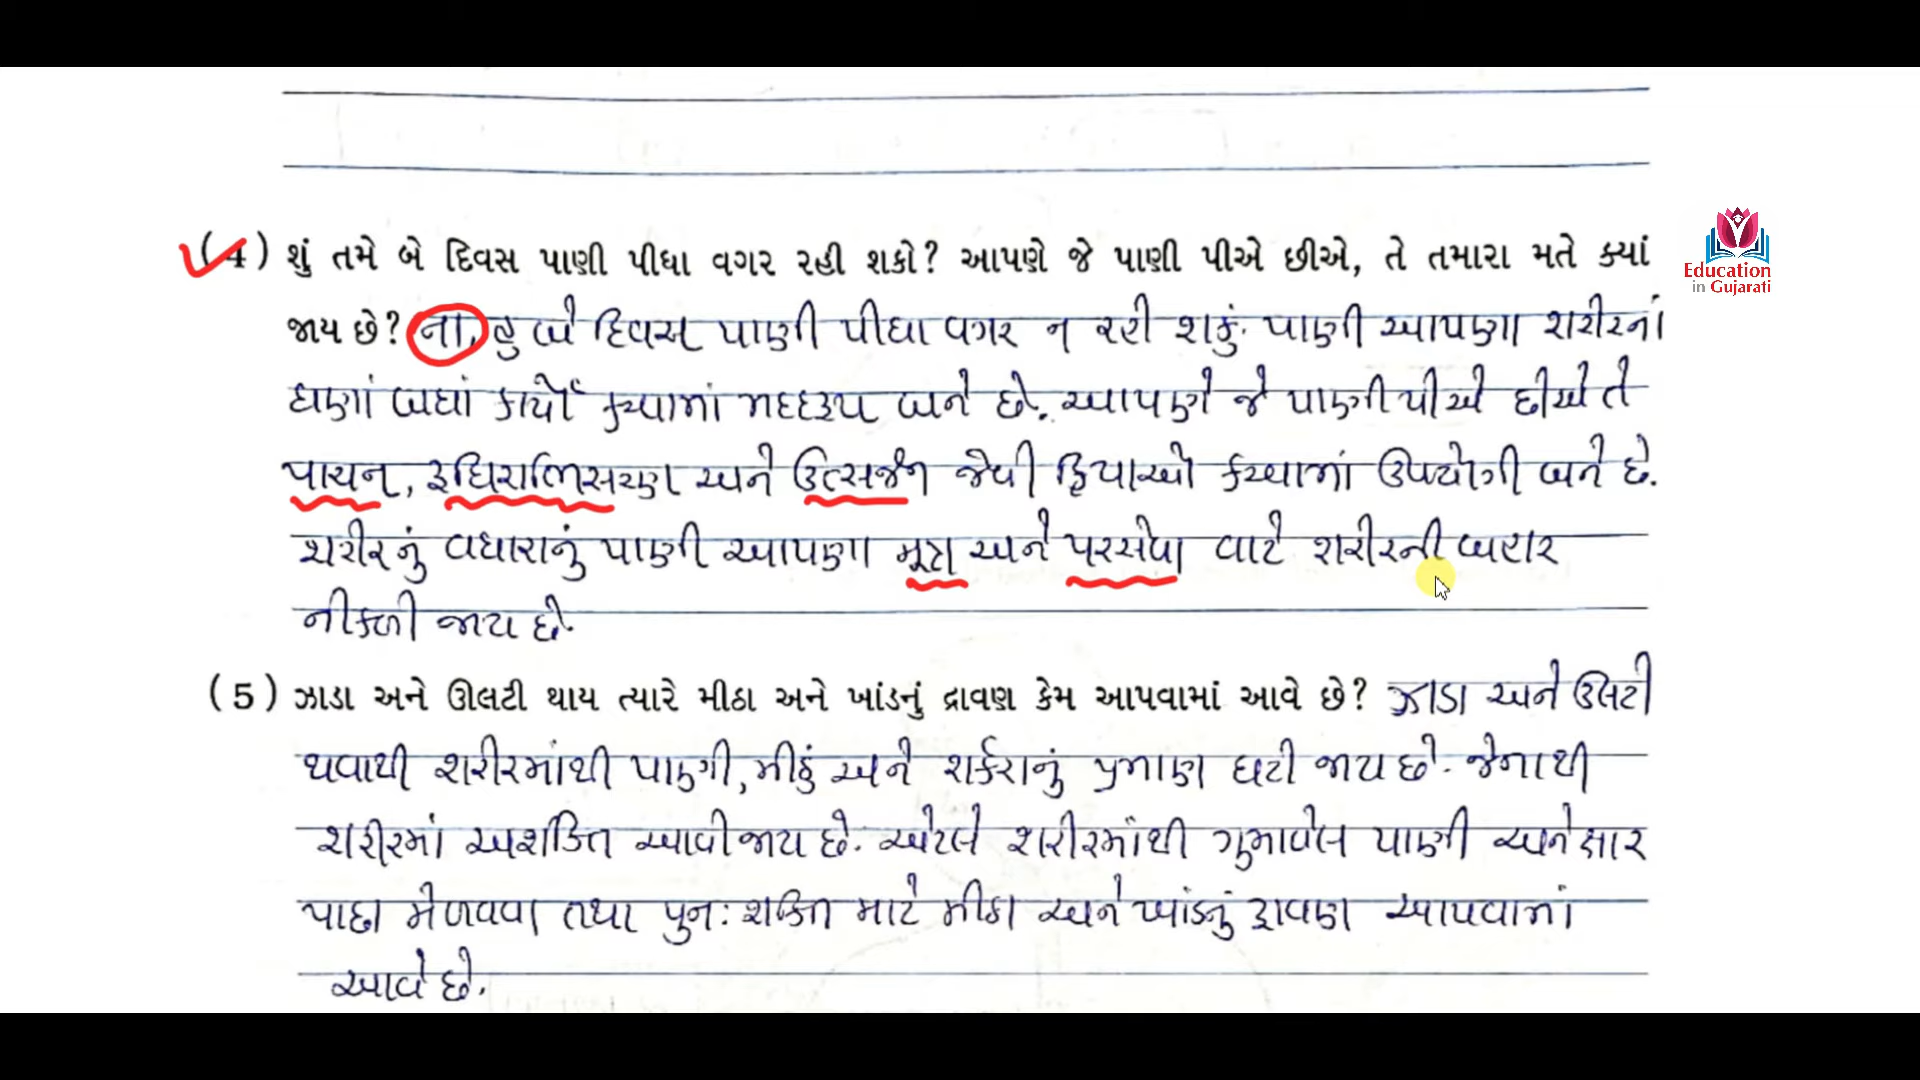 (4) શું તમે બે દિવસ પાણી પીધા વગર રહી શકો? આપણે જે પાણી પીએ છીએ, તે તમારા મતે ક્યાં
જાય છે? ના, હુ બે દિવસ પાણી પીધા વગર ન રહી શકું. પાણી આપણા શરીરનાં
ઘણાં બધાં કાર્યો કરવામાં મદદરૂપ બને છે. આપણે જે પાણી પીએ છીએ તે
પાચન, રુધિરાભિસરણ અને ઉત્સર્જન જેવી ક્રિયાઓ કરવામાં ઉપયોગી બને છે.
શરીરનું વધારાનું પાણી આપણા મૂત્ર અને પરસેવા વાટે શરીરની બહાર
નીકળી જાય છે.
(5) ઝાડા અને ઊલટી થાય ત્યારે મીઠા અને ખાંડનું દ્રાવણ કેમ આપવામાં આવે છે? ઝાડા અને ઉલટી
થવાથી શરીરમાંથી પાણી, મીઠું અને શર્કરાનું પ્રમાણ ઘટી જાય છે. જેનાથી
શરીરમાં અશક્તિ આવી જાય છે. એટલે શરીરમાંથી ગુમાવેલ પાણી અને ક્ષાર
પાછા મેળવવા તથા પુનઃ શક્તિ માટે મીઠા અને ખાંડનું દ્રાવણ આપવામાં
આવે છે.
Education
in Gujarati